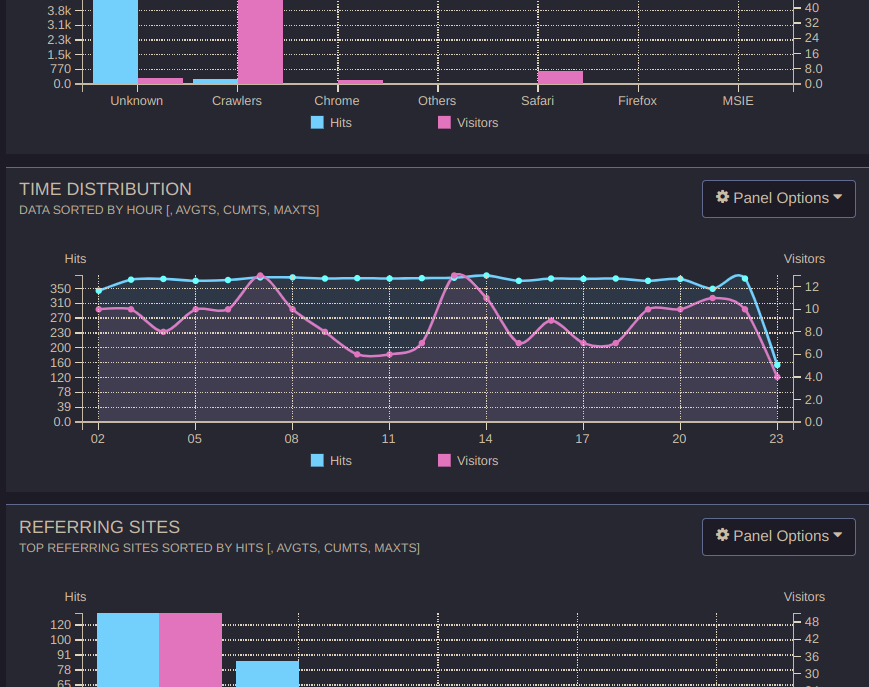 3.8k
3.1k
2.3k
1.5k
770
0.0
40
32
24
16
8.0
0.0
Unknown Crawlers Chrome Others Safari Firefox MSIE
Hits Visitors
TIME DISTRIBUTION
DATA SORTED BY HOUR [, AVGTS, CUMTS, MAXTS]
Panel Options
Hits
Visitors
350
310
270
230
200
160
120
78
39
0.0
12
10
8.0
6.0
4.0
2.0
0.0
02 05 08 11 14 17 20 23
Hits Visitors
REFERRING SITES
TOP REFERRING SITES SORTED BY HITS [, AVGTS, CUMTS, MAXTS]
Panel Options
Hits
Visitors
120
100
91
78
65
48
42
36
30